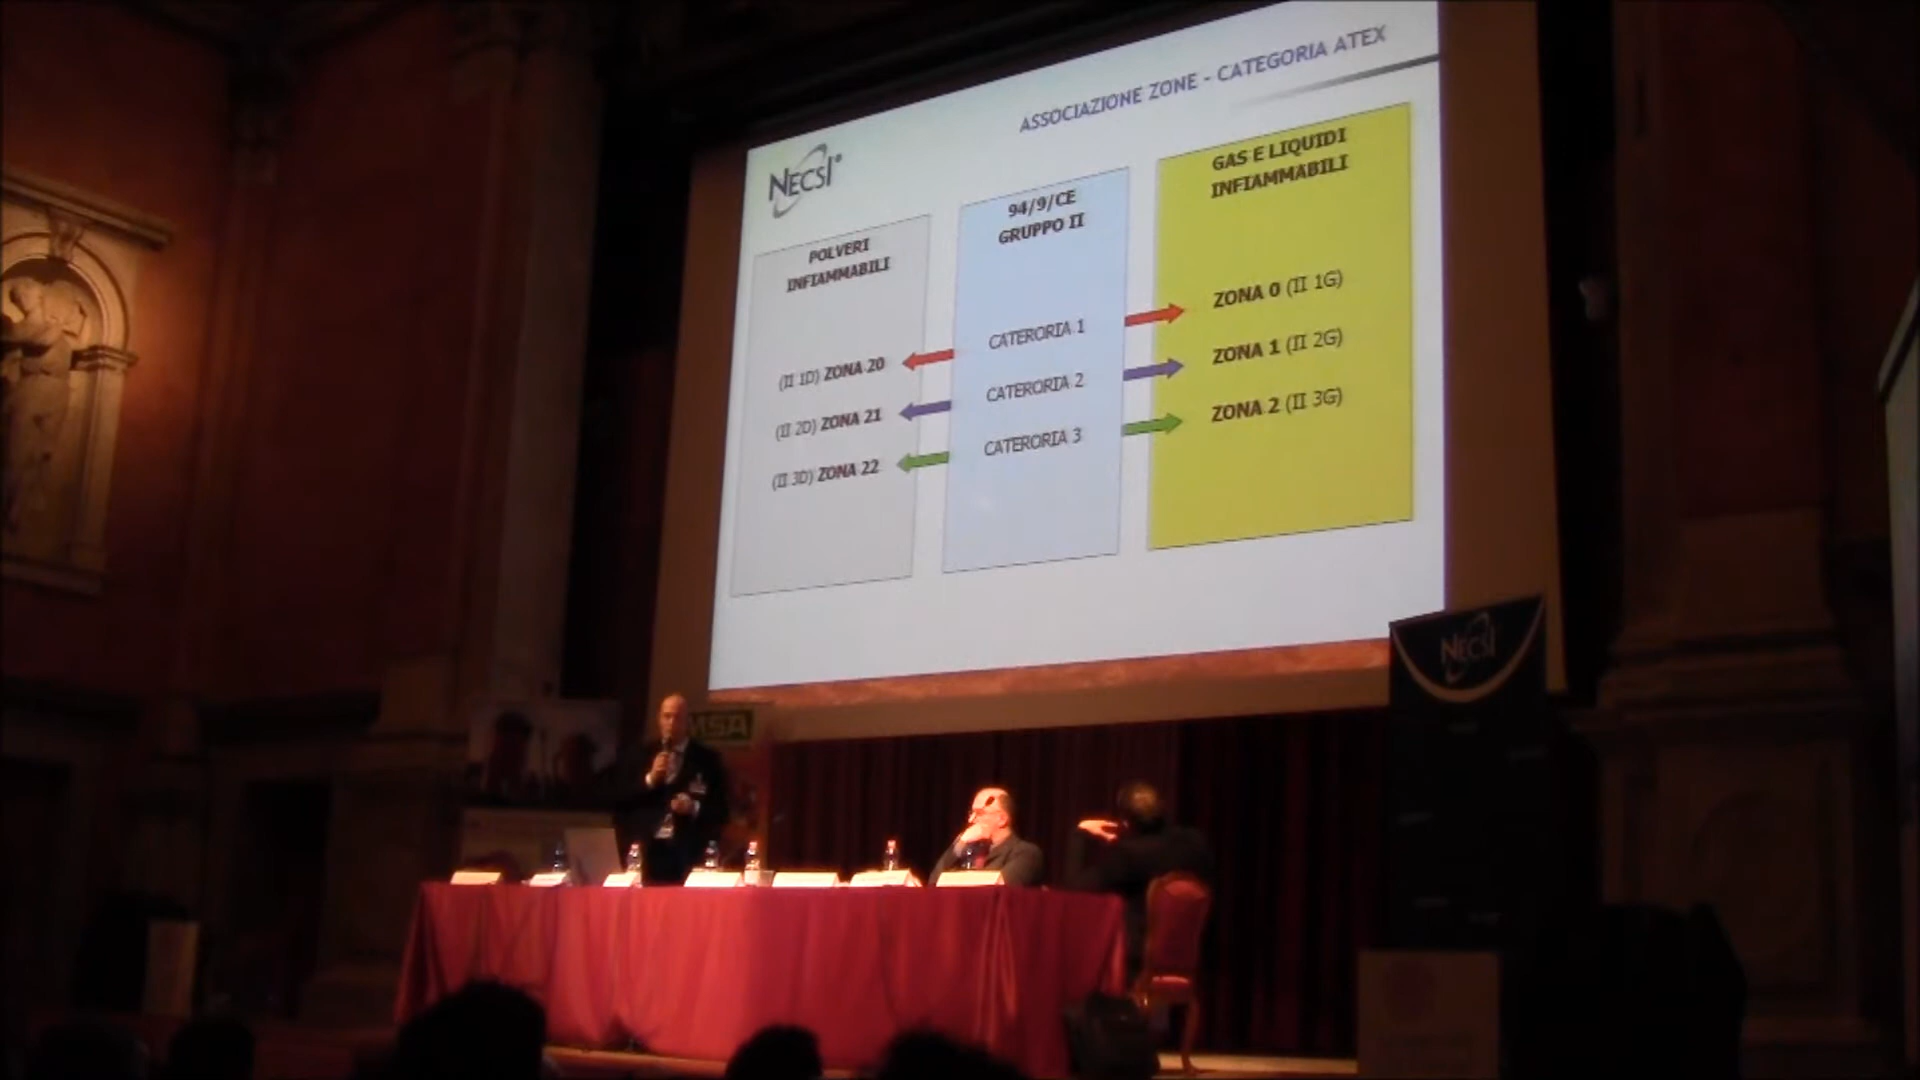 ASSOCIAZIONE ZONE - CATEGORIA ATEX
NECSI
POLVERI
INFIAMMABILI
(II 1D) ZONA 20
(II 2D) ZONA 21
(II 3D) ZONA 22
94/9/CE
GRUPPO II
CATERORIA 1
CATERORIA 2
CATERORIA 3
GAS E LIQUIDI
INFIAMMABILI
ZONA 0 (II 1G)
ZONA 1 (II 2G)
ZONA 2 (II 3G)
NECSI
MSA